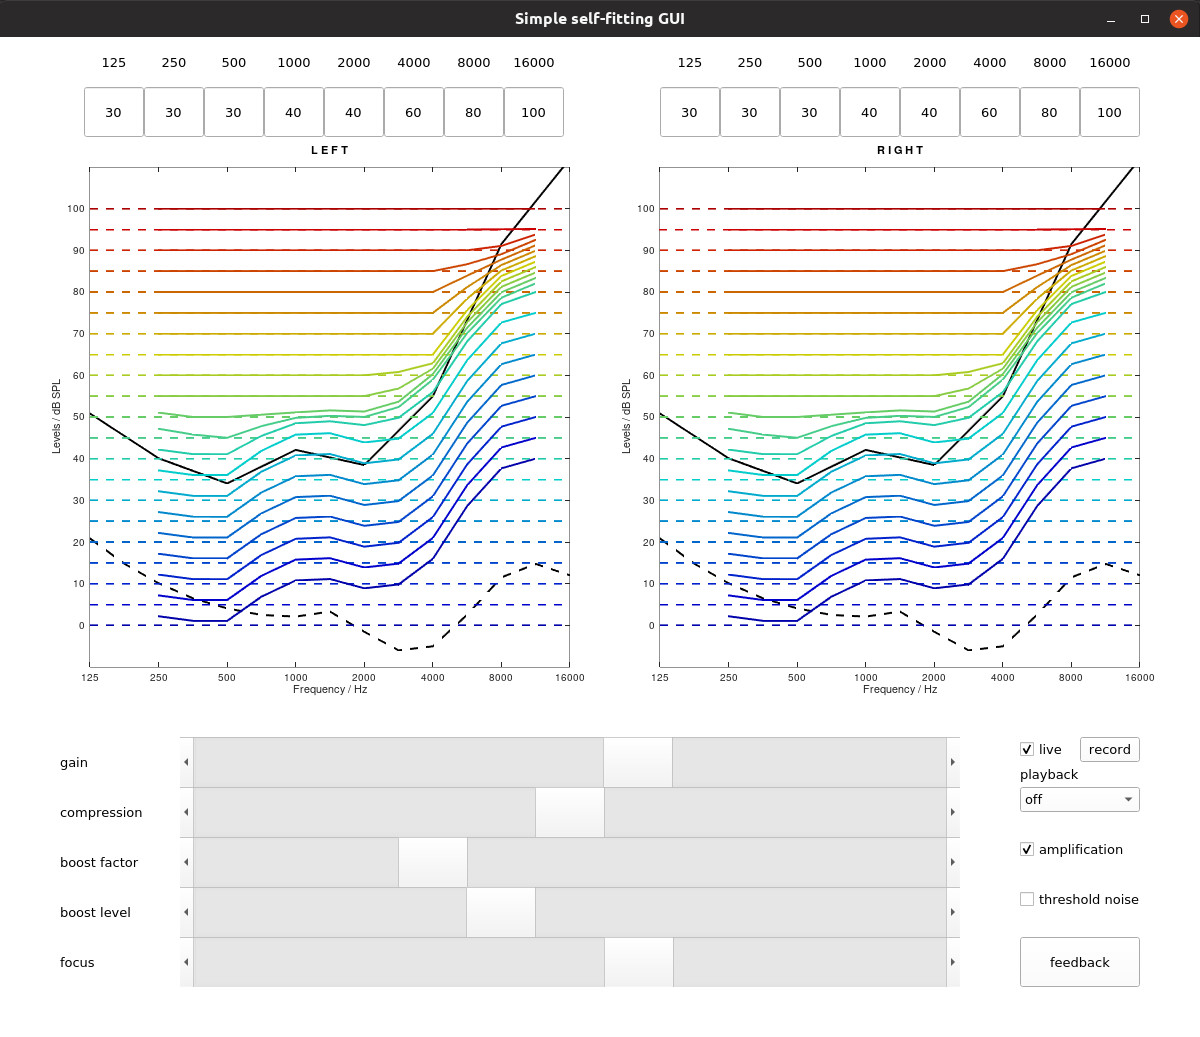 Simple self-fitting GUI
125 250 500 1000 2000 4000 8000 16000
30 30 30 40 40 60 80 100
LEFT
100
90
80
70
60
50
40
30
20
10
0
Levels / dB SPL
125 250 500 1000 2000 4000 8000 16000
Frequency / Hz
125 250 500 1000 2000 4000 8000 16000
30 30 30 40 40 60 80 100
RIGHT
100
90
80
70
60
50
40
30
20
10
0
Levels / dB SPL
125 250 500 1000 2000 4000 8000 16000
Frequency / Hz
gain
compression
boost factor
boost level
focus
live record
playback
off
amplification
threshold noise
feedback